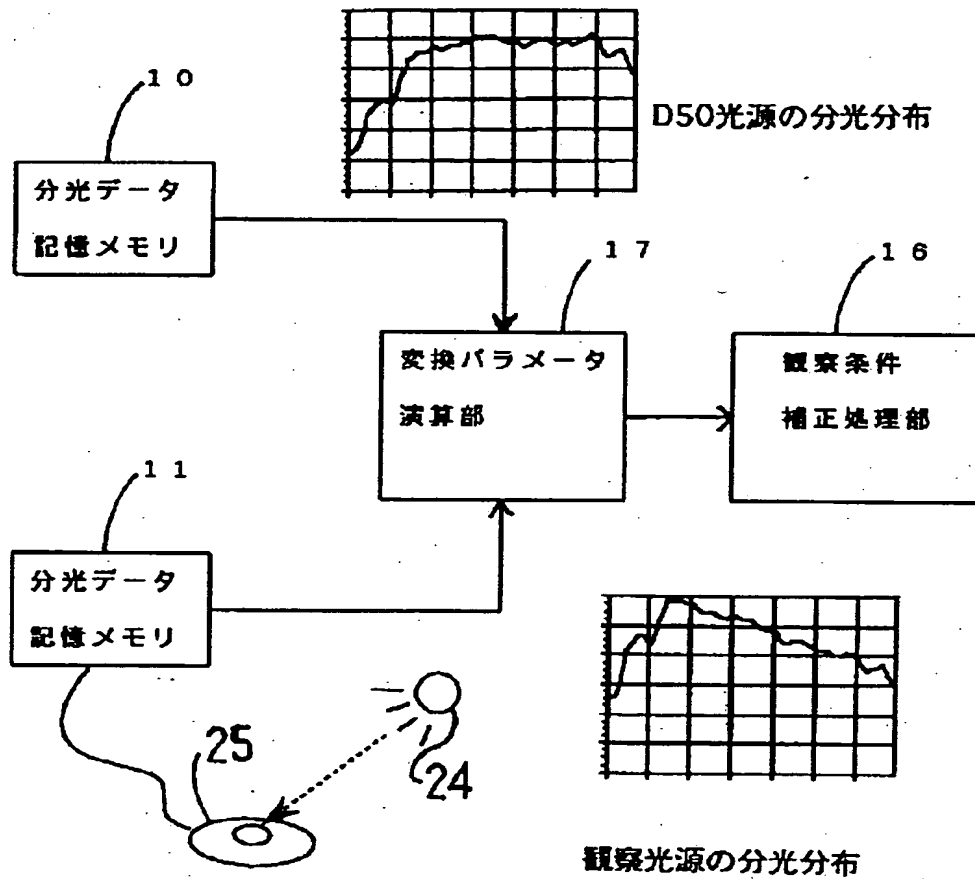 １０
D50光源の分光分布
分光データ
記憶メモリ
１７
１６
変換パラメータ
演算部
観察条件
補正処理部
１１
分光データ
記憶メモリ
25
24
観察光源の分光分布